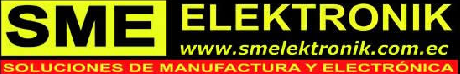 SME ELEKTRONIK
www.smelektronik.com.ec
SOLUCIONES DE MANUFACTURA Y ELECTRÓNICA